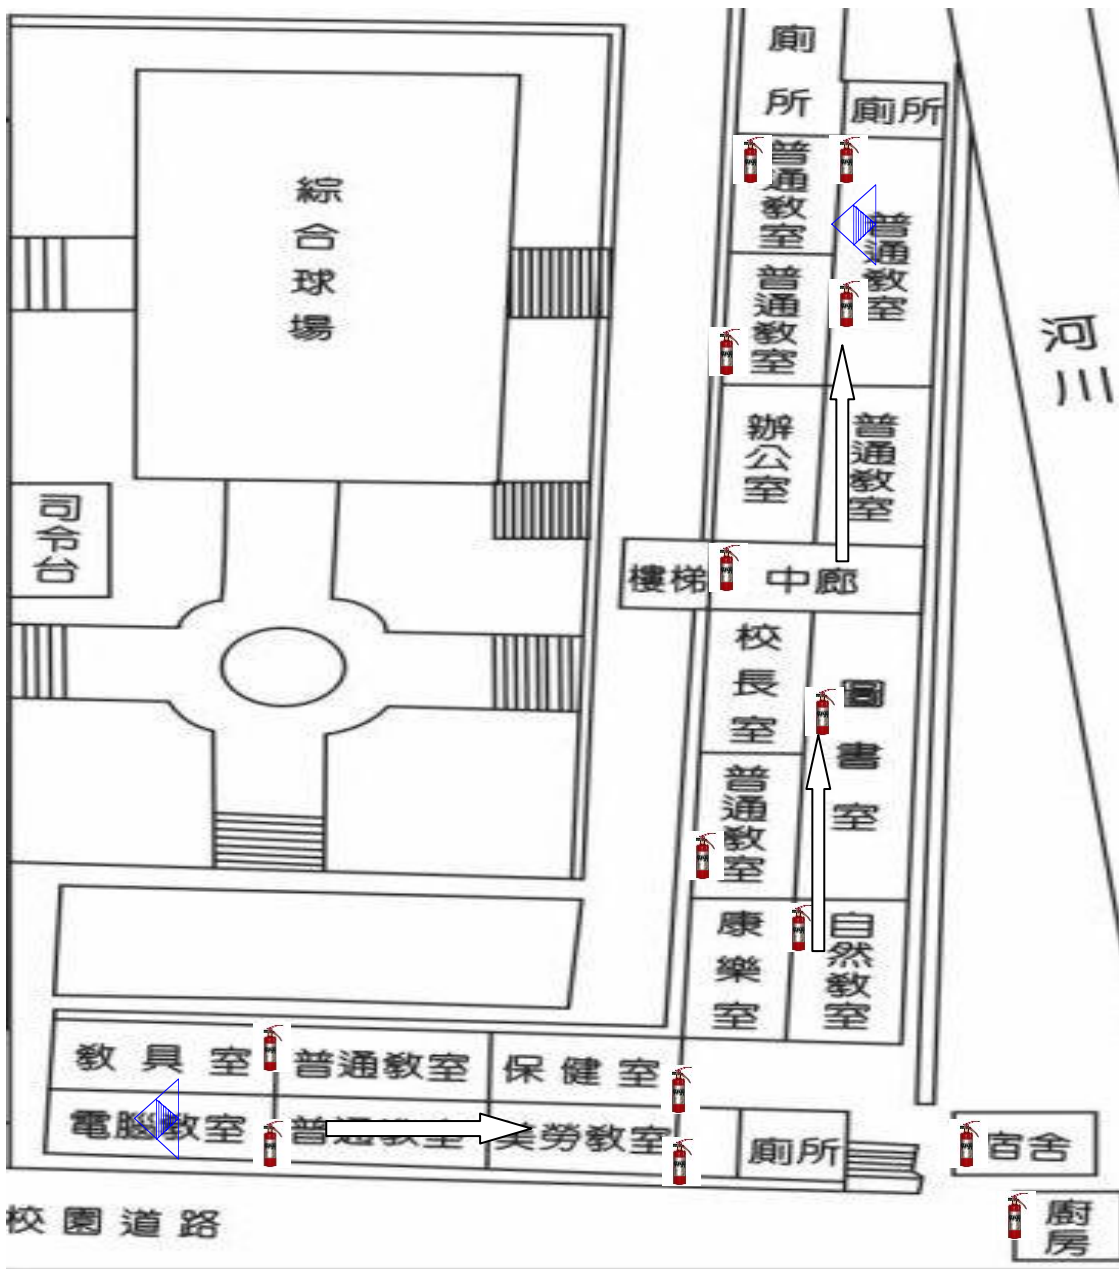 廁所
廁所
普通教室
普通教室
綜合球場
普通教室
河川
辦公室
普通教室
司令台
樓梯
中廊
校長室
圖書室
普通教室
康樂室
自然教室
教具室
普通教室
保健室
電腦教室
普通教室
美勞教室
廁所
宿舍
校園道路
廚房